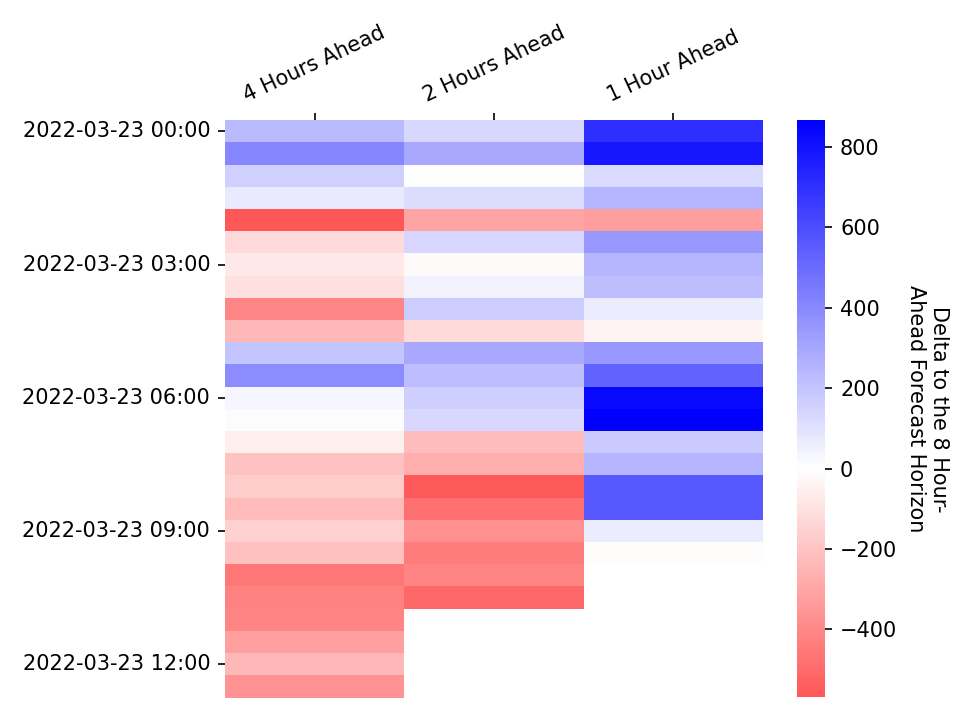 4 Hours Ahead
2 Hours Ahead
1 Hour Ahead
2022-03-23 00:00
2022-03-23 03:00
2022-03-23 06:00
2022-03-23 09:00
2022-03-23 12:00
800
600
400
200
0
−200
−400
Delta to the 8 Hour-
Ahead Forecast Horizon